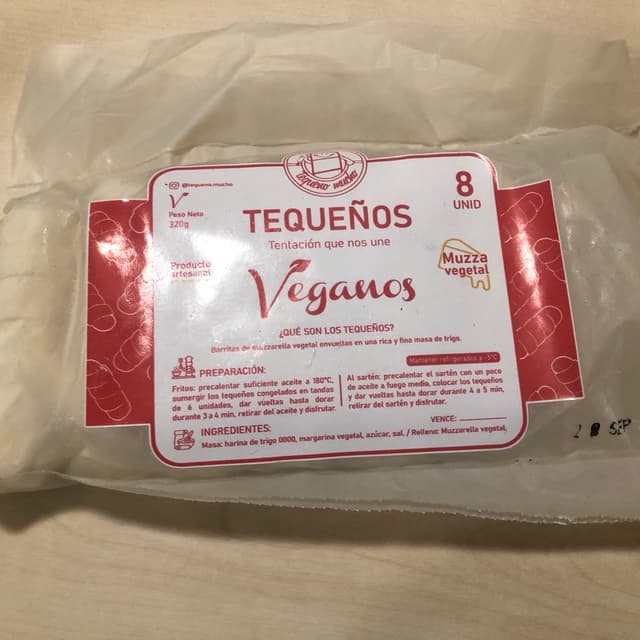 TEQUEÑO MUCHO
@tequeno.mucho
Peso Neto
320g
8
UNID
TEQUEÑOS
Tentación que nos une
Producto
artesanal
Veganos
Muzza
vegetal
¿QUÉ SON LOS TEQUEÑOS?
Barritas de muzzarella vegetal envueltas en una rica y fina masa de trigo.
Mantener refrigerados a -5°C
PREPARACIÓN:
Fritos: precalentar suficiente aceite a 180°C,
sumergir los tequeños congelados en tandas
de 6 unidades, dar vueltas hasta dorar
durante 3 a 4 min, retirar del aceite y disfrutar.
Al sartén: precalentar el sartén con un poco
de aceite a fuego medio, colocar los tequeños
y dar vueltas hasta dorar durante 4 a 5 min,
retirar del sartén y disfrutar.
VENCE:
INGREDIENTES:
Masa: harina de trigo 0000, margarina vegetal, azúcar, sal. / Relleno: Muzzarella vegetal.
SEP